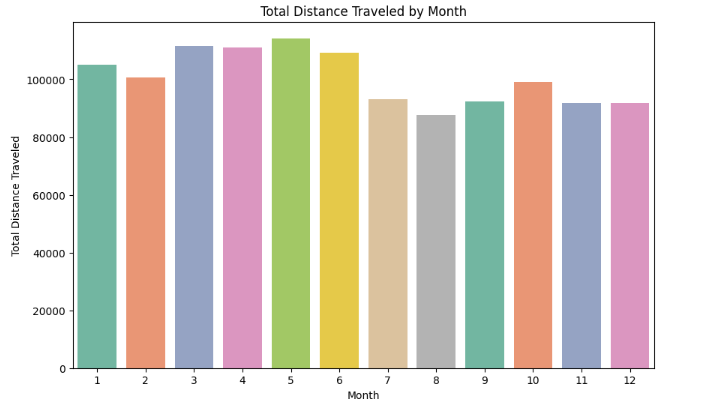 Total Distance Traveled by Month
Total Distance Traveled
100000
80000
60000
40000
20000
0
1 2 3 4 5 6 7 8 9 10 11 12
Month